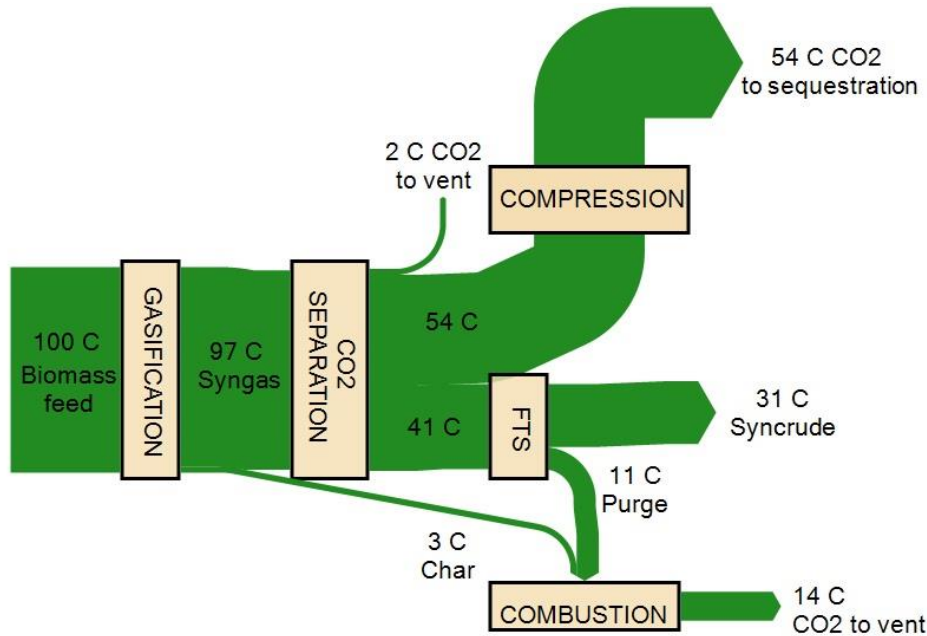 54 C CO2
to sequestration
2 C CO2
to vent
COMPRESSION
GASIFICATION
CO2
SEPARATION
100 C
Biomass
feed
97 C
Syngas
54 C
41 C
FTS
31 C
Syncrude
11 C
Purge
3 C
Char
COMBUSTION
14 C
CO2 to vent